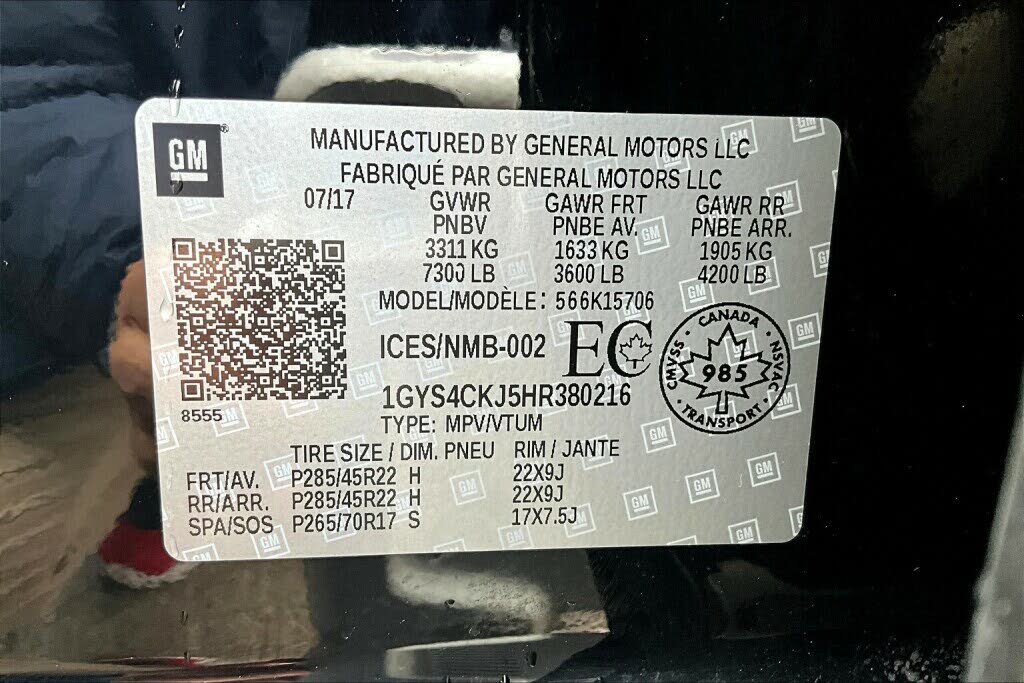 GM
MANUFACTURED BY GENERAL MOTORS LLC
FABRIQUÉ PAR GENERAL MOTORS LLC
07/17 GVWR GAWR FRT GAWR RR
PNBV PNBE AV. PNBE ARR.
3311 KG 1633 KG 1905 KG
7300 LB 3600 LB 4200 LB
MODEL/MODÈLE: 566K15706
ICES/NMB-002 EC
CANADA
CMVSS 985 NSVAC
TRANSPORT
1GYS4CKJ5HR380216
8555
TYPE: MPV/VTUM
TIRE SIZE / DIM. PNEU RIM / JANTE
FRT/AV. P285/45R22 H 22X9J
RR/ARR. P285/45R22 H 22X9J
SPA/SOS P265/70R17 S 17X7.5J